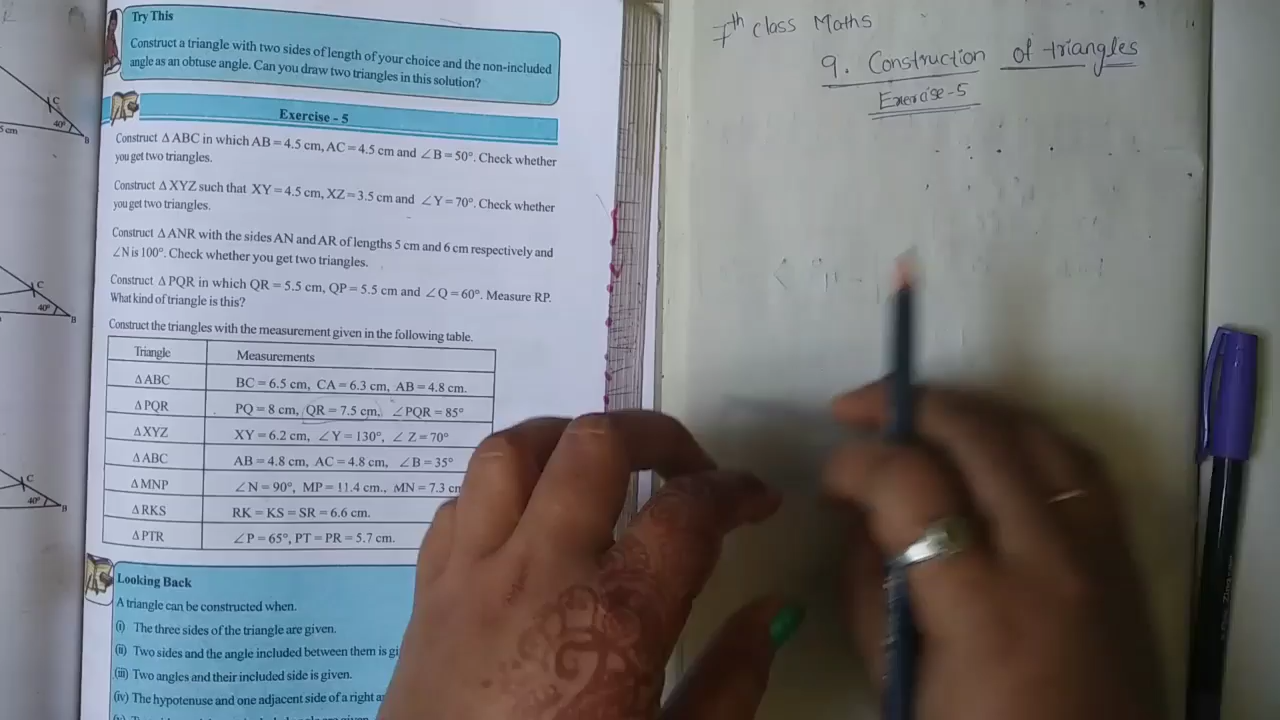 Try This
Construct a triangle with two sides of length of your choice and the non-included
angle as an obtuse angle. Can you draw two triangles in this solution?
Exercise - 5
Construct Δ ABC in which AB = 4.5 cm, AC = 4.5 cm and ∠B = 50°. Check whether
you get two triangles.
Construct Δ XYZ such that XY = 4.5 cm, XZ = 3.5 cm and ∠Y = 70°. Check whether
you get two triangles.
Construct Δ ANR with the sides AN and AR of lengths 5 cm and 6 cm respectively and
∠N is 100°. Check whether you get two triangles.
Construct Δ PQR in which QR = 5.5 cm, QP = 5.5 cm and ∠Q = 60°. Measure RP.
What kind of triangle is this?
Construct the triangles with the measurement given in the following table.
Triangle Measurements
Δ ABC BC = 6.5 cm, CA = 6.3 cm, AB = 4.8 cm.
Δ PQR PQ = 8 cm, QR = 7.5 cm, ∠PQR = 85°
Δ XYZ XY = 6.2 cm, ∠Y = 130°, ∠Z = 70°
Δ ABC AB = 4.8 cm, AC = 4.8 cm, ∠B = 35°
Δ MNP ∠N = 90°, MP = 11.4 cm., MN = 7.3 cm
Δ RKS RK = KS = SR = 6.6 cm.
Δ PTR ∠P = 65°, PT = PR = 5.7 cm.
Looking Back
A triangle can be constructed when.
(i) The three sides of the triangle are given.
(ii) Two sides and the angle included between them is
(iii) Two angles and their included side is given.
(iv) The hypotenuse and one adjacent side of a right
7th class Maths
9. Construction of triangles
Exercise-5
C
5 cm
40°
B
C
40°
B
C
40°
B